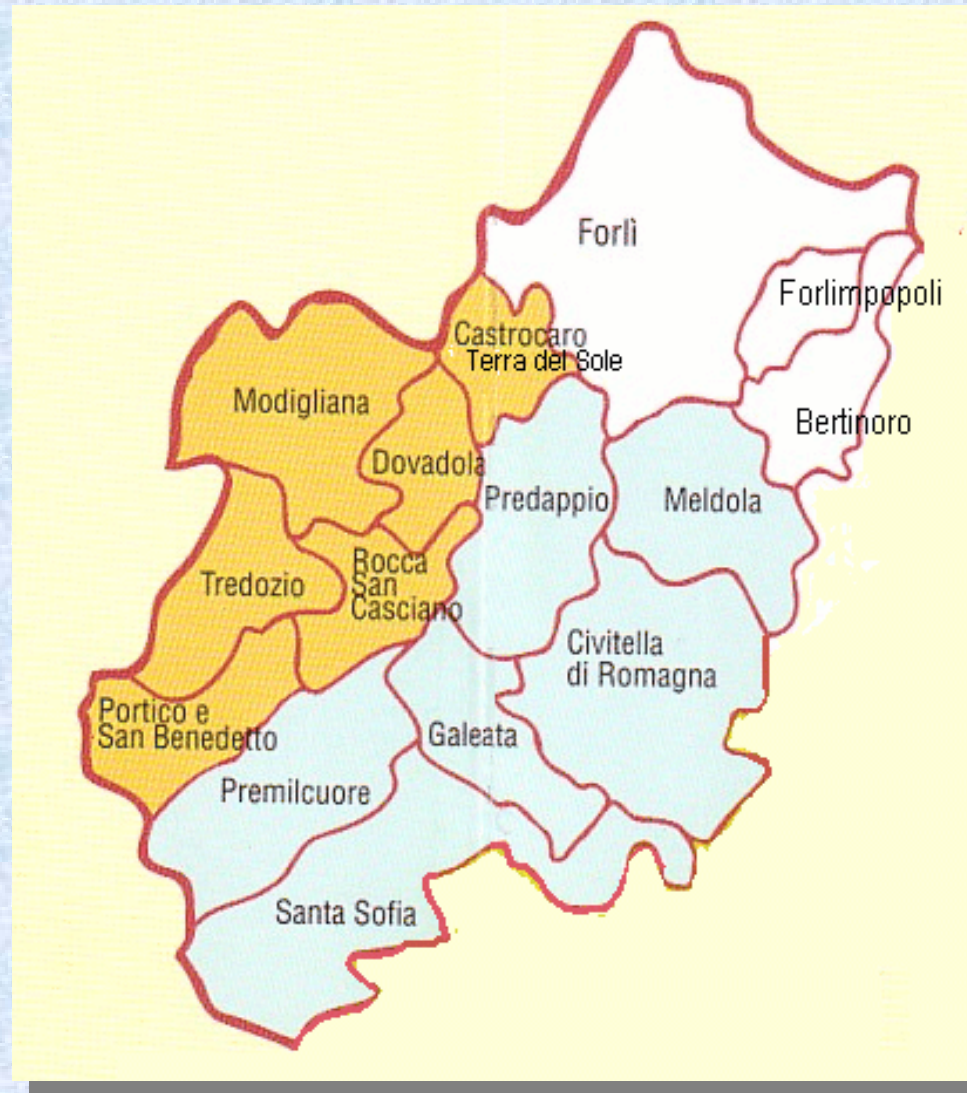 Forlì
Forlimpopoli
Castrocaro
Terra del Sole
Modigliana
Bertinoro
Dovadola
Predappio
Meldola
Rocca
San
Casciano
Tredozio
Civitella
di Romagna
Portico e
San Benedetto
Galeata
Premilcuore
Santa Sofia